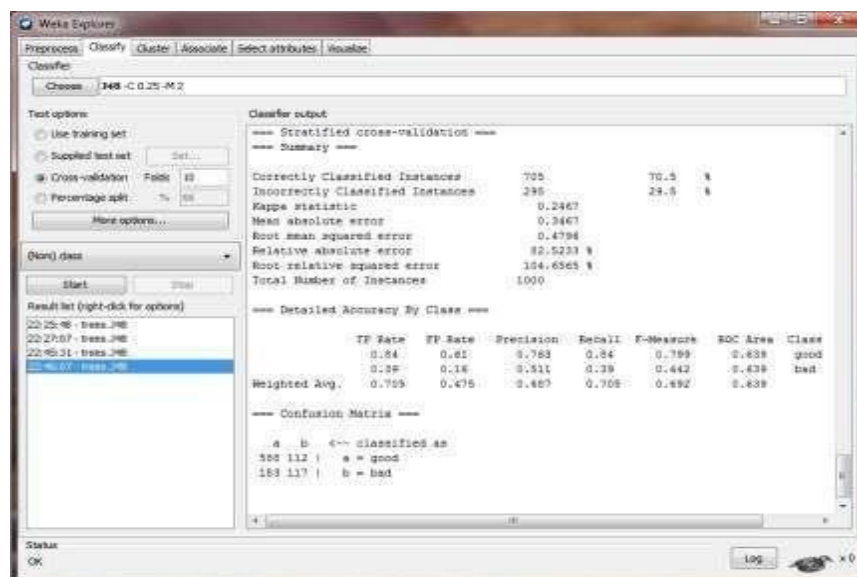 Weka Explorer
Preprocess Classify Cluster Associate Select attributes Visualize
Classifier
Choose J48 -C 0.25 -M 2
Test options
Use training set
Supplied test set Set...
Cross-validation Folds 10
Percentage split % 66
More options...
(Nom) class
Start Stop
Result list (right-click for options)
22:25:48 - trees.J48
22:27:07 - trees.J48
22:45:31 - trees.J48
22:46:07 - trees.J48
Classifier output
=== Stratified cross-validation ===
=== Summary ===
Correctly Classified Instances 705 70.5 %
Incorrectly Classified Instances 295 29.5 %
Kappa statistic 0.2467
Mean absolute error 0.3467
Root mean squared error 0.4796
Relative absolute error 82.5233 %
Root relative squared error 104.6565 %
Total Number of Instances 1000
=== Detailed Accuracy By Class ===
TP Rate FP Rate Precision Recall F-Measure ROC Area Class
0.84 0.61 0.763 0.84 0.799 0.639 good
0.39 0.16 0.511 0.39 0.442 0.639 bad
Weighted Avg. 0.705 0.475 0.687 0.705 0.692 0.639
=== Confusion Matrix ===
a b <-- classified as
588 112 | a = good
183 117 | b = bad
Status
OK
Log
x 0